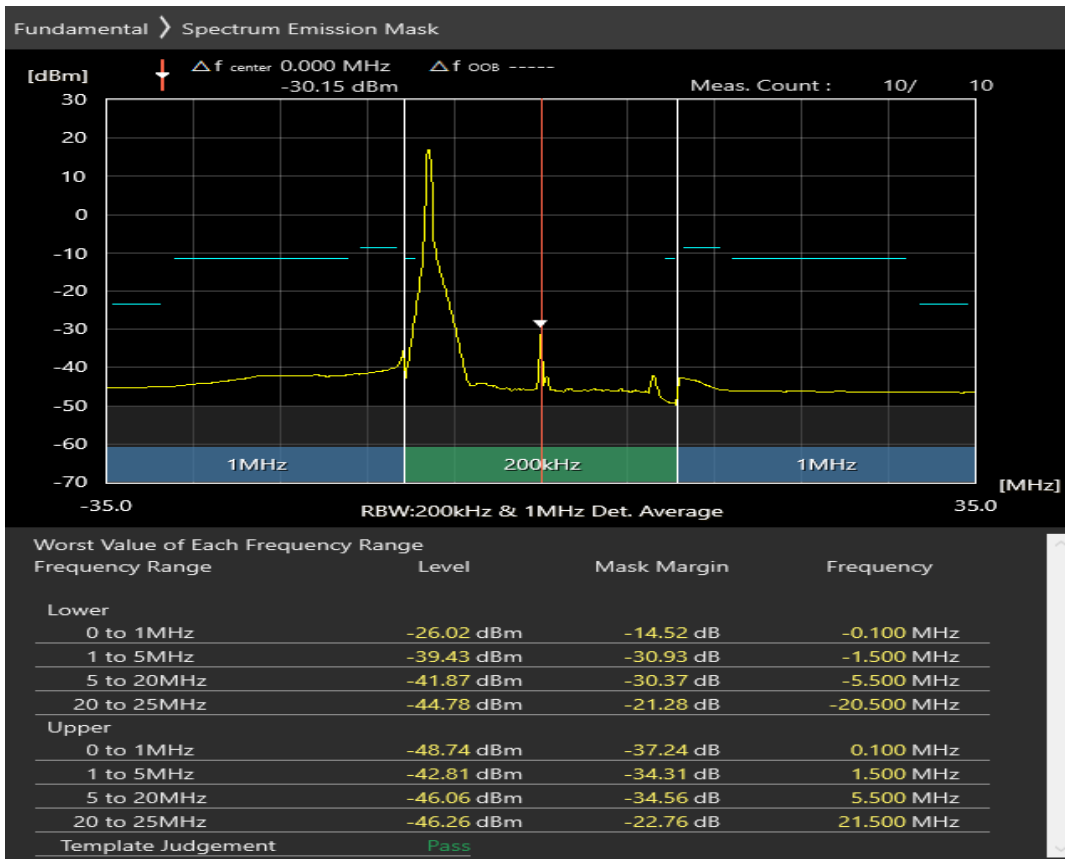 Fundamental ❯ Spectrum Emission Mask
[dBm]
△f center 0.000 MHz △f OOB -----
-30.15 dBm
Meas. Count : 10/ 10
30
20
10
0
-10
-20
-30
-40
-50
-60
-70
1MHz 200kHz 1MHz
[MHz]
-35.0 RBW:200kHz & 1MHz Det. Average 35.0
Worst Value of Each Frequency Range
Frequency Range Level Mask Margin Frequency
Lower
0 to 1MHz -26.02 dBm -14.52 dB -0.100 MHz
1 to 5MHz -39.43 dBm -30.93 dB -1.500 MHz
5 to 20MHz -41.87 dBm -30.37 dB -5.500 MHz
20 to 25MHz -44.78 dBm -21.28 dB -20.500 MHz
Upper
0 to 1MHz -48.74 dBm -37.24 dB 0.100 MHz
1 to 5MHz -42.81 dBm -34.31 dB 1.500 MHz
5 to 20MHz -46.06 dBm -34.56 dB 5.500 MHz
20 to 25MHz -46.26 dBm -22.76 dB 21.500 MHz
Template Judgement Pass